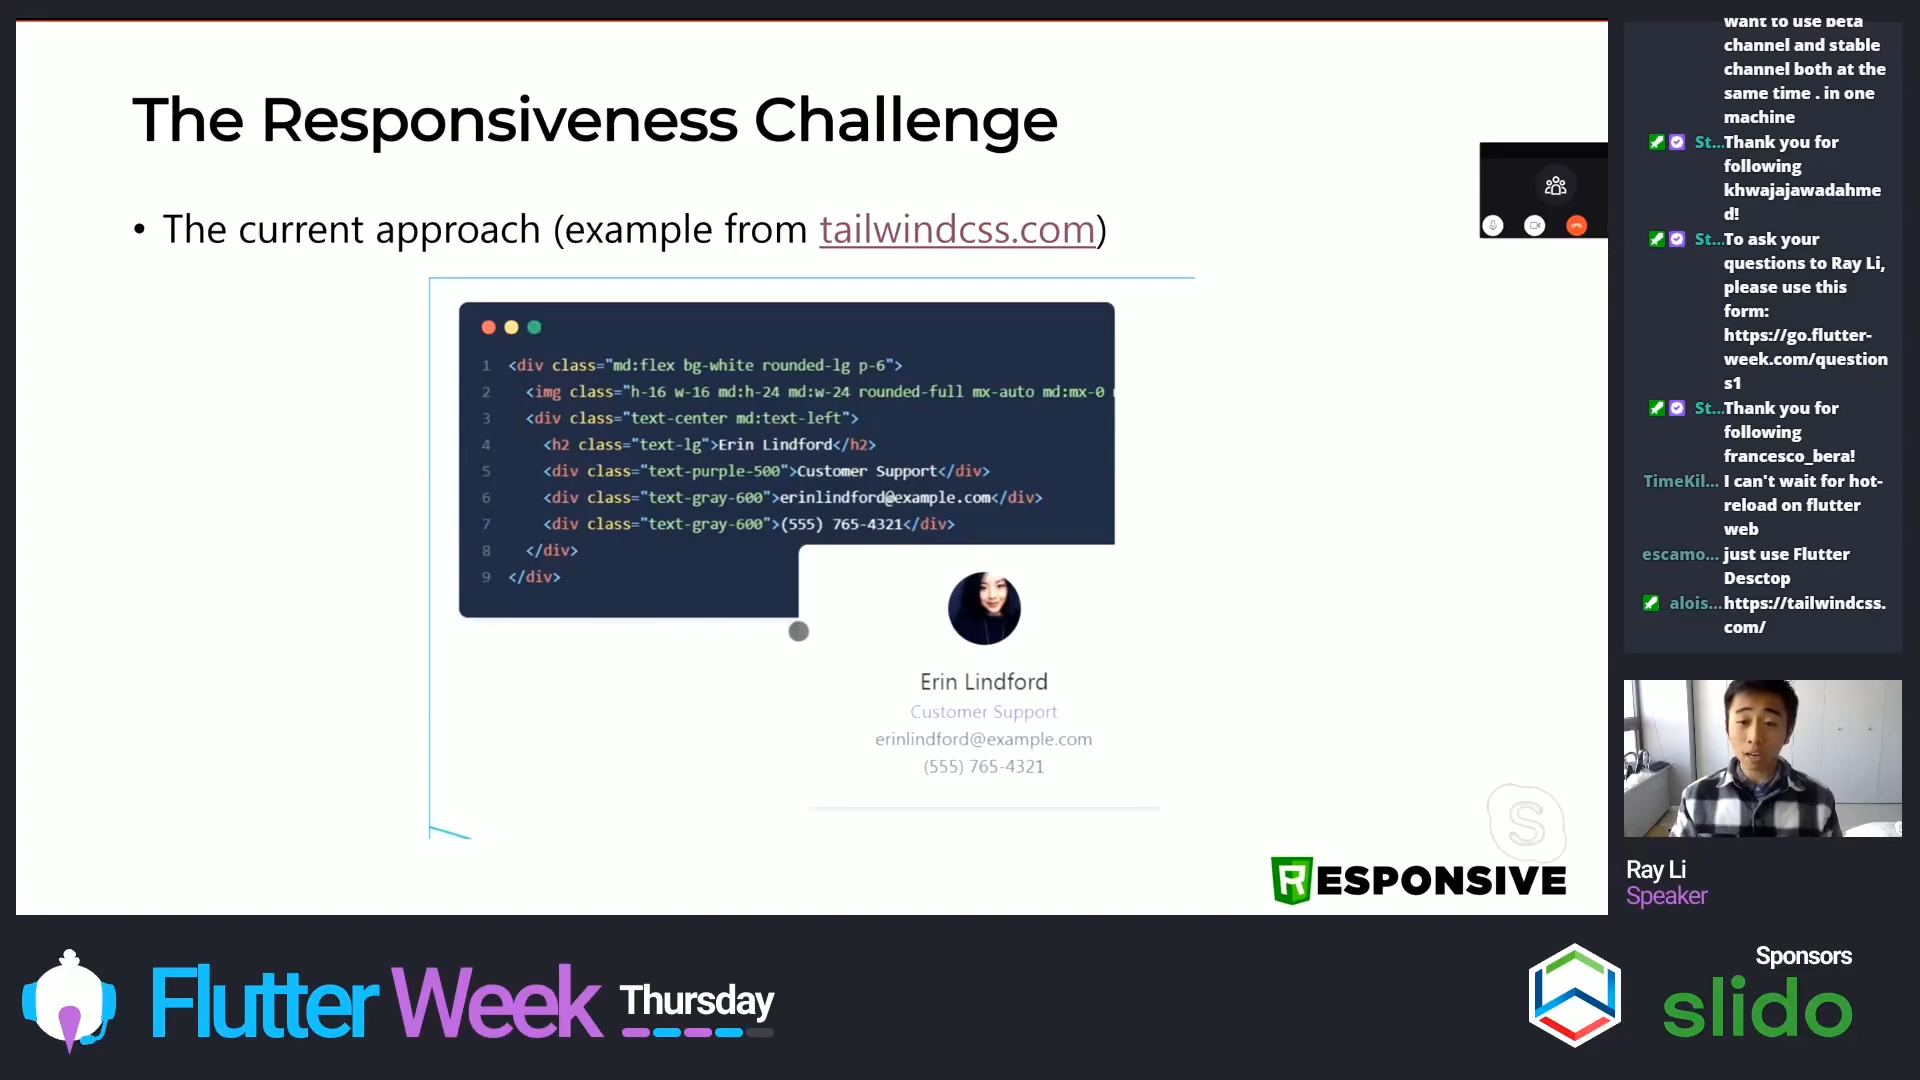 The Responsiveness Challenge
• The current approach (example from tailwindcss.com)
1 <div class="md:flex bg-white rounded-lg p-6">
2 <img class="h-16 w-16 md:h-24 md:w-24 rounded-full mx-auto md:mx-0
3 <div class="text-center md:text-left">
4 <h2 class="text-lg">Erin Lindford</h2>
5 <div class="text-purple-500">Customer Support</div>
6 <div class="text-gray-600">erinlindford@example.com</div>
7 <div class="text-gray-600">(555) 765-4321</div>
8 </div>
9 </div>
Erin Lindford
Customer Support
erinlindford@example.com
(555) 765-4321
S
RESPONSIVE
want to use beta
channel and stable
channel both at the
same time . in one
machine
St... Thank you for
following
khwajajawadahme
d!
St... To ask your
questions to Ray Li,
please use this
form:
https://go.flutter-
week.com/question
s1
St... Thank you for
following
francesco_bera!
TimeKil... I can't wait for hot-
reload on flutter
web
escamo... just use Flutter
Desctop
alois... https://tailwindcss.
com/
Ray Li
Speaker
Flutter Week Thursday
Sponsors
slido